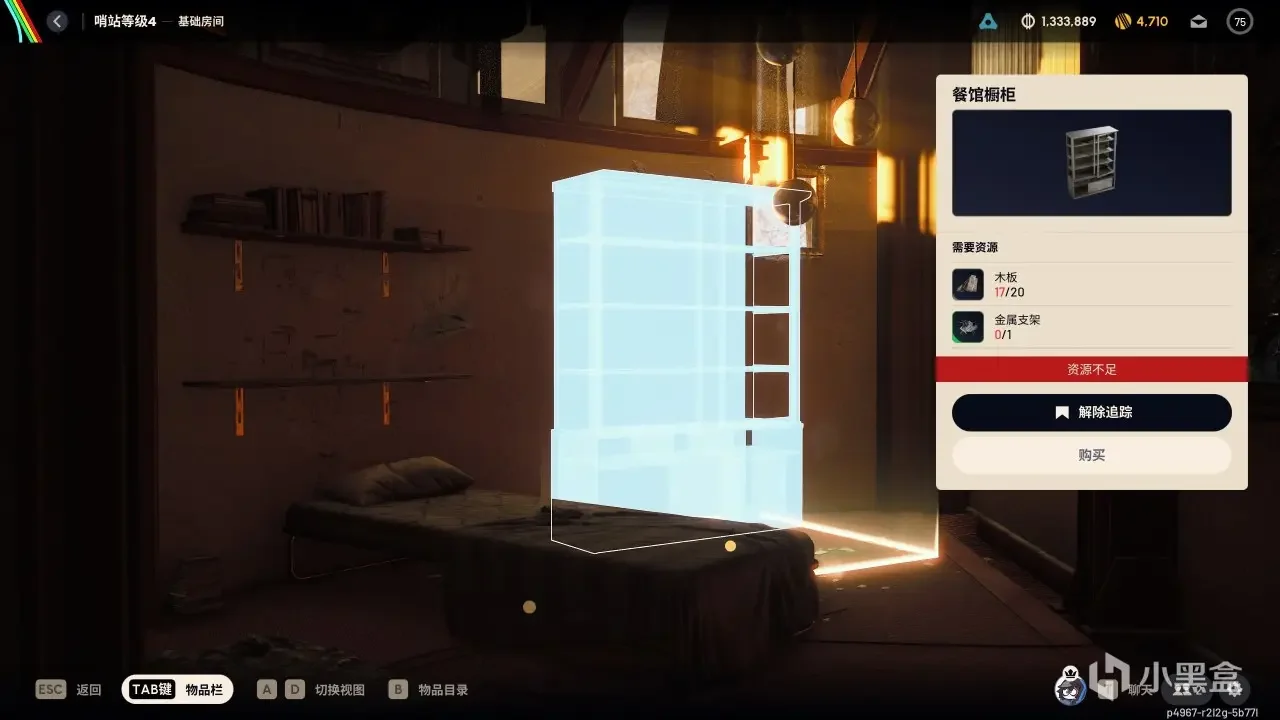 哨站等级4 — 基础房间
1,333,889
4,710
75
餐馆橱柜
需要资源
木板
17/20
金属支架
0/1
资源不足
解除追踪
购买
ESC 返回
TAB键 物品栏
A D 切换视图
B 物品目录
聊天
小黑盒
p4967-r2l2g-5b77l